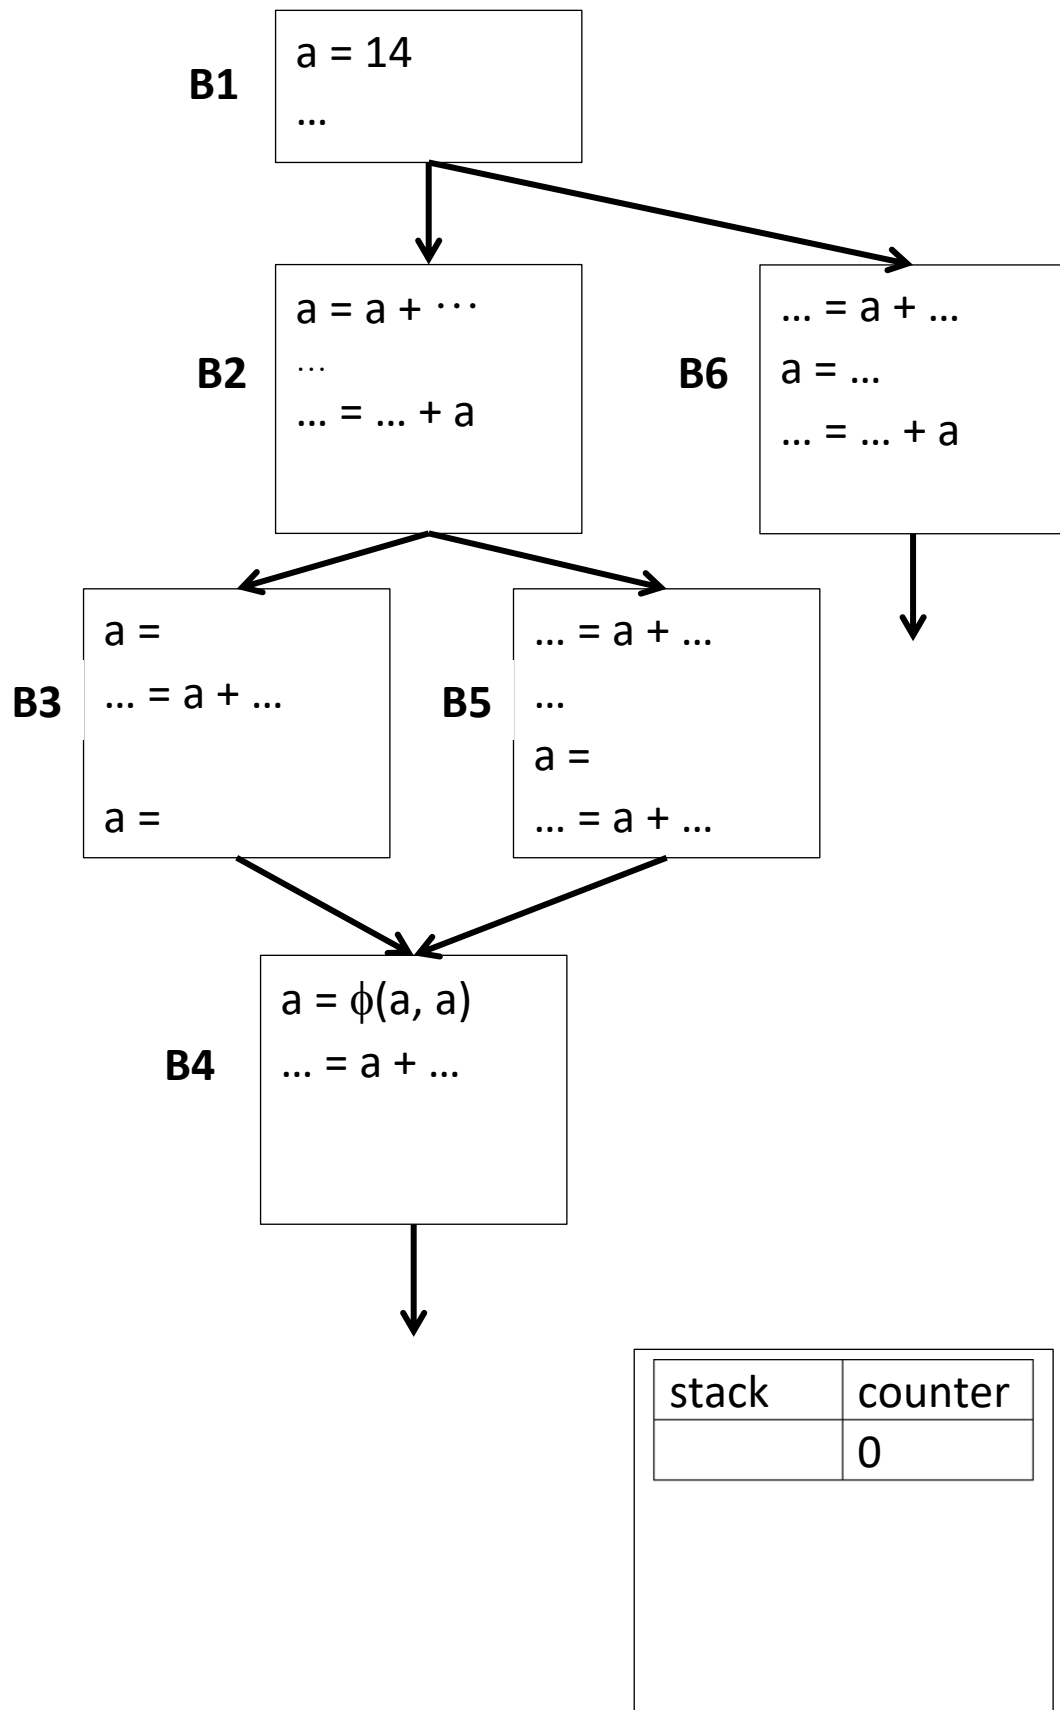 B1
a = 14
...
B2
a = a + ...
...
... = ... + a
B6
... = a + ...
a = ...
... = ... + a
B3
a =
... = a + ...
a =
B5
... = a + ...
...
a =
... = a + ...
B4
a = ϕ(a, a)
... = a + ...
stack counter
0